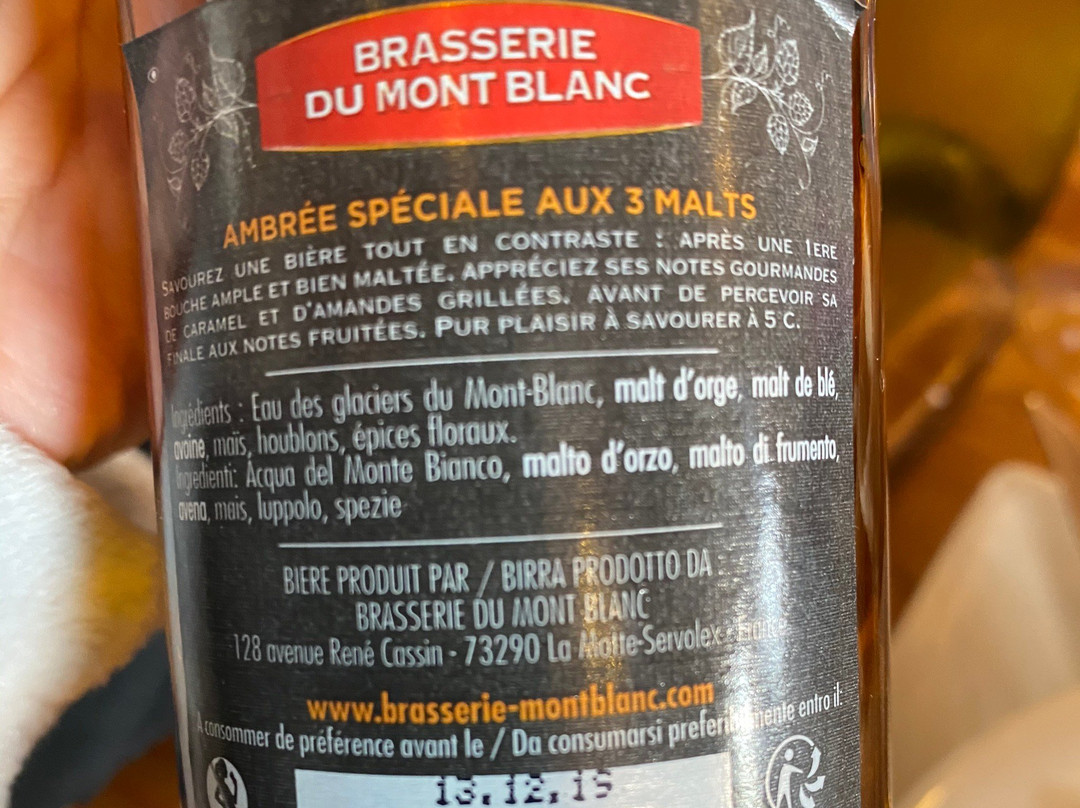 BRASSERIE
DU MONT BLANC
AMBRÉE SPÉCIALE AUX 3 MALTS
SAVOUREZ UNE BIÈRE TOUT EN CONTRASTE : APRÈS UNE 1ERE
BOUCHE AMPLE ET BIEN MALTÉE. APPRÉCIEZ SES NOTES GOURMANDES
DE CARAMEL ET D'AMANDES GRILLÉES. AVANT DE PERCEVOIR SA
FINALE AUX NOTES FRUITÉES. PUR PLAISIR À SAVOURER À 5°C.
Ingrédients : Eau des glaciers du Mont-Blanc, malt d'orge, malt de blé,
avoine, maïs, houblons, épices floraux.
Ingredienti: Acqua del Monte Bianco, malto d'orzo, malto di frumento,
avena, mais, luppolo, spezie
BIERE PRODUIT PAR / BIRRA PRODOTTO DA :
BRASSERIE DU MONT BLANC
128 avenue René Cassin - 73290 La Motte-Servolex - France
www.brasserie-montblanc.com
A consommer de préférence avant le / Da consumarsi preferibilmente entro il:
13.12.15